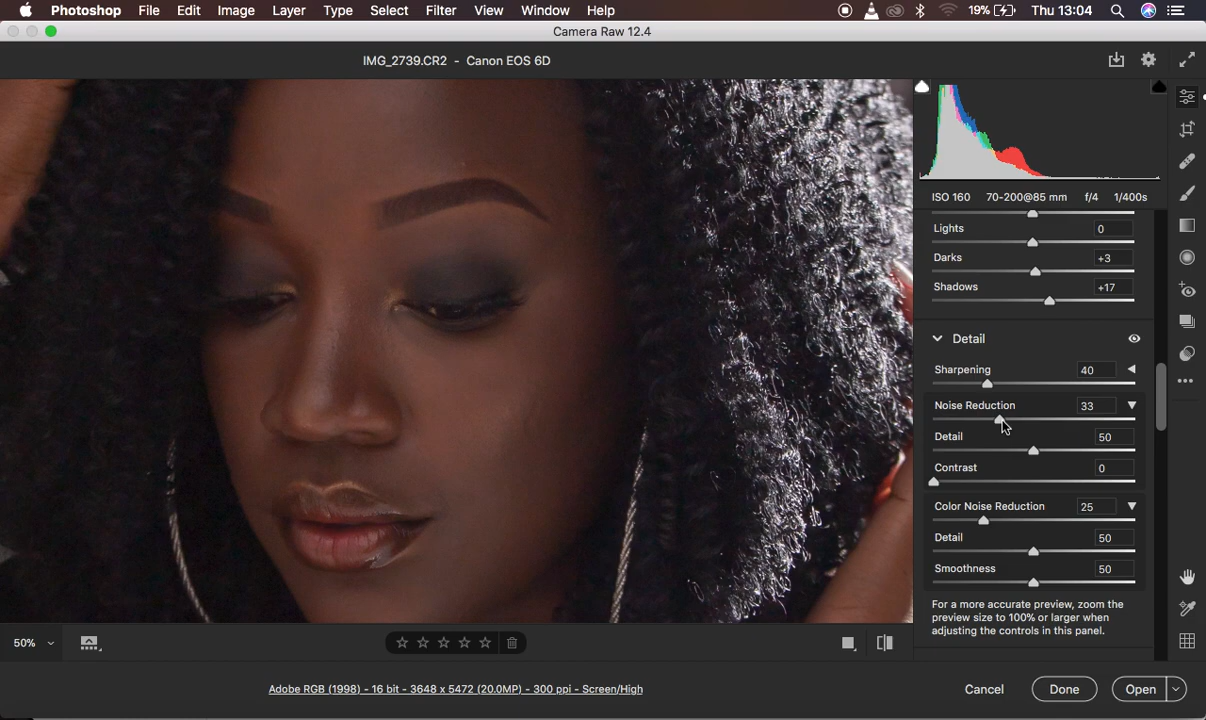 Photoshop File Edit Image Layer Type Select Filter View Window Help 19% Thu 13:04
Camera Raw 12.4
IMG_2739.CR2 - Canon EOS 6D
ISO 160 70-200@85 mm f/4 1/400s
Lights 0
Darks +3
Shadows +17
Detail
Sharpening 40
Noise Reduction 33
Detail 50
Contrast 0
Color Noise Reduction 25
Detail 50
Smoothness 50
For a more accurate preview, zoom the
preview size to 100% or larger when
adjusting the controls in this panel.
50%
Adobe RGB (1998) - 16 bit - 3648 x 5472 (20.0MP) - 300 ppi - Screen/High
Cancel Done Open